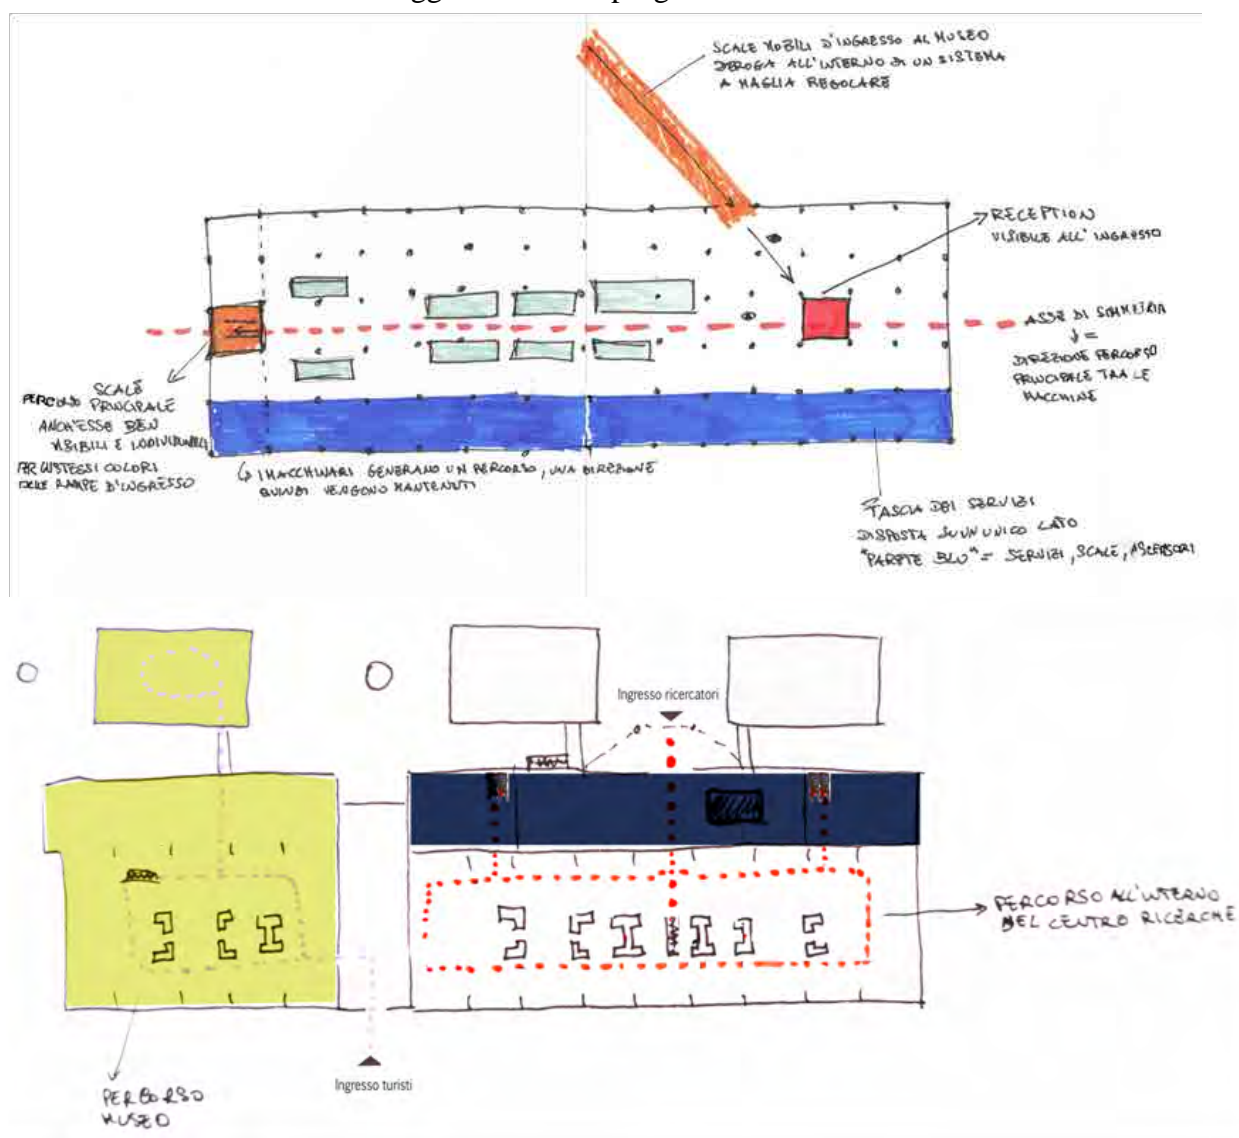 SCALE MOBILI D'INGRESSO AL MUSEO
DEROGA ALL'INTERNO DI UN SISTEMA
A MAGLIA REGOLARE
RECEPTION
VISIBILE ALL'INGRESSO
ASSE DI SIMMETRIA
=
DIREZIONE PERCORSO
PRINCIPALE TRA LE
MACCHINE
SCALE
PERCORSO PRINCIPALE
ANCH'ESSO BEN
VISIBILI E INDIVIDUABILI
PER GLI STESSI COLORI
DELLE RAMPE D'INGRESSO
I MACCHINARI GENERANO UN PERCORSO, UNA DIREZIONE
QUINDI VENGONO MANTENUTI
FASCIA DEI SERVIZI
DISPOSTA SU UN UNICO LATO
"PARETE BLU" = SERVIZI, SCALE, ASCENSORI
Ingresso ricercatori
PERCORSO ALL'INTERNO
DEL CENTRO RICERCHE
Ingresso turisti
PERCORSO
MUSEO